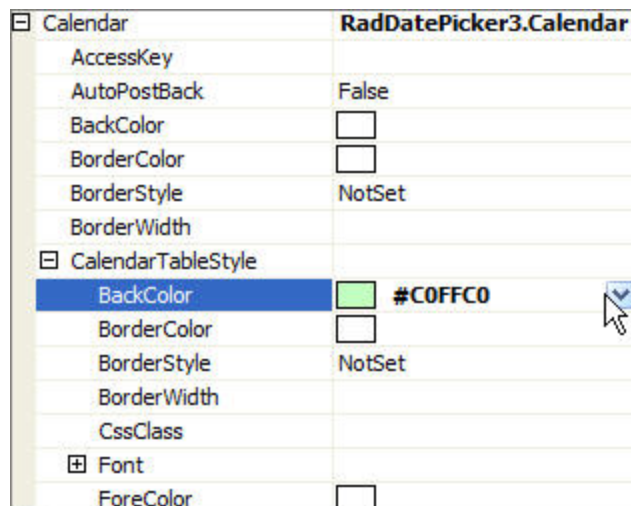 Calendar RadDatePicker3.Calendar
AccessKey
AutoPostBack False
BackColor
BorderColor
BorderStyle NotSet
BorderWidth
CalendarTableStyle
BackColor #C0FFC0
BorderColor
BorderStyle NotSet
BorderWidth
CssClass
Font
ForeColor